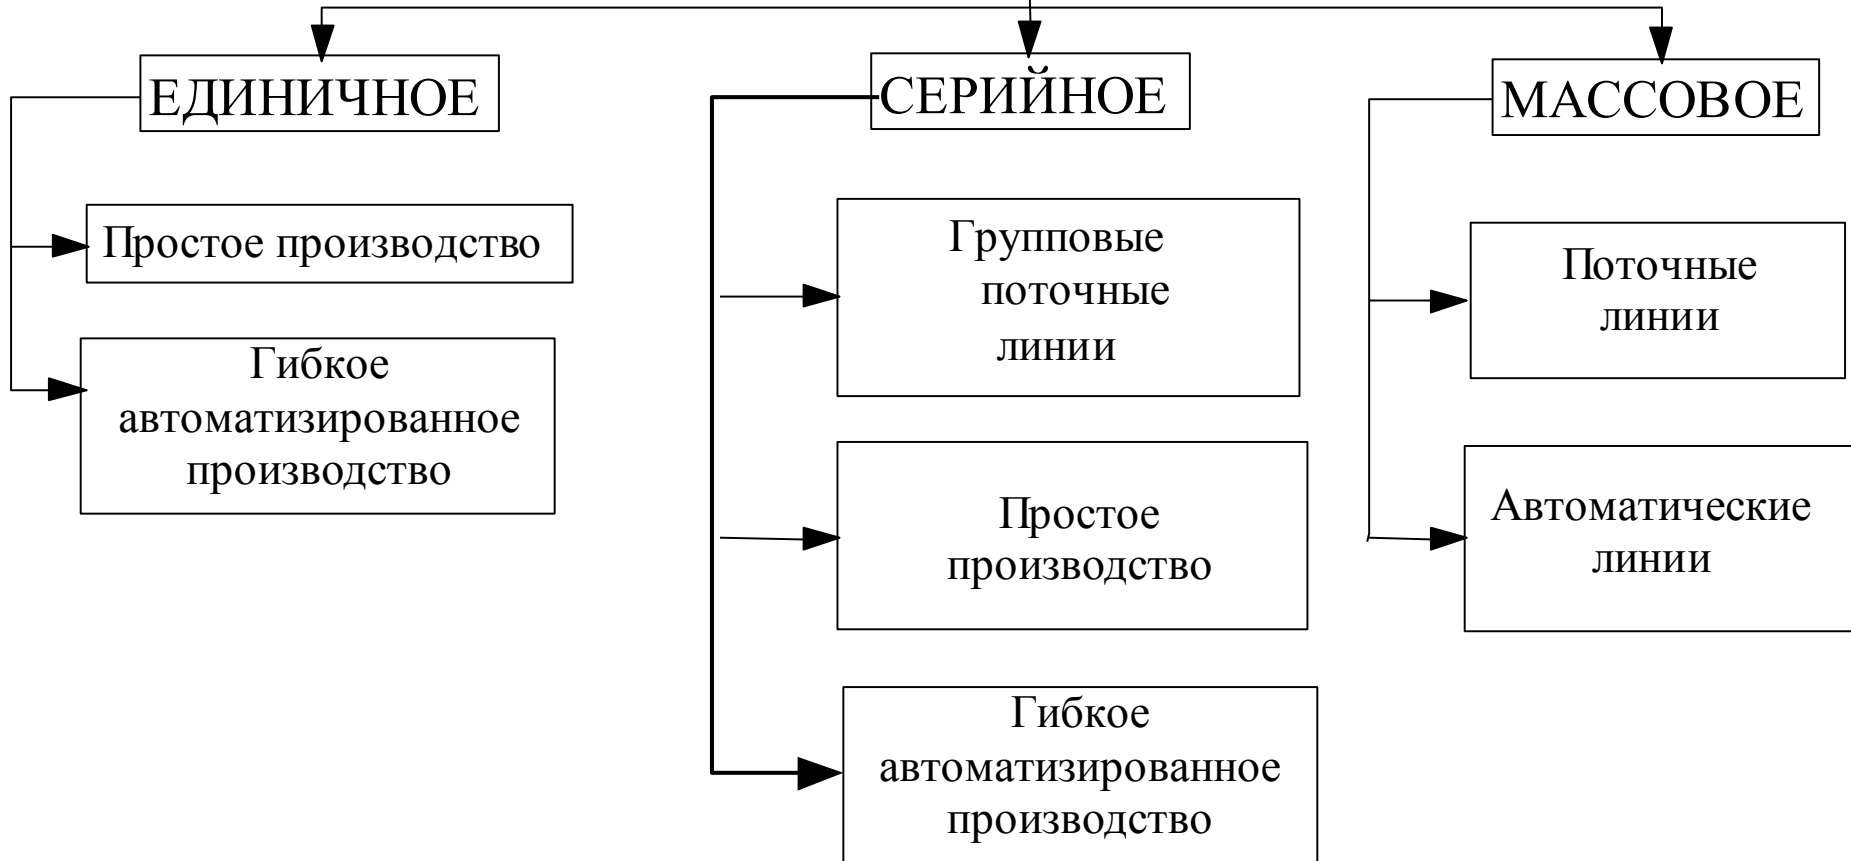 ЕДИНИЧНОЕ
Простое производство
Гибкое
автоматизированное
производство
СЕРИЙНОЕ
Групповые
поточные
линии
Простое
производство
Гибкое
автоматизированное
производство
МАССОВОЕ
Поточные
линии
Автоматические
линии